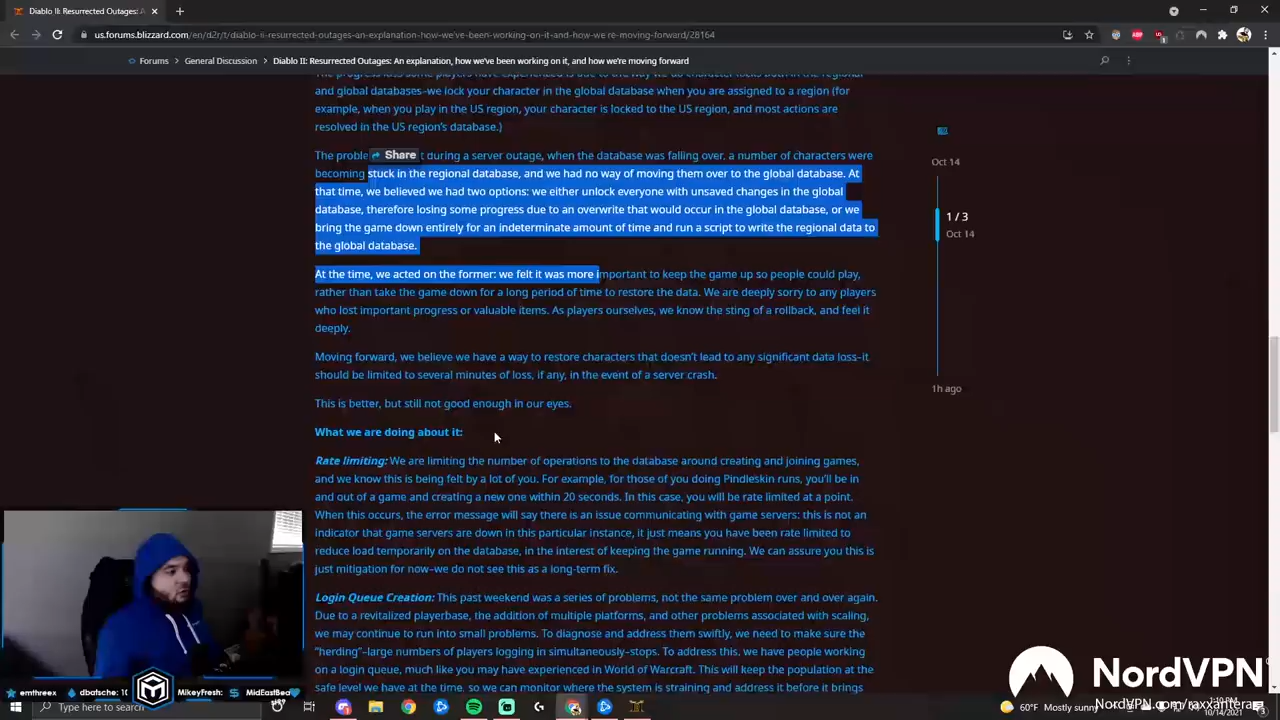 Diablo II: Resurrected Outages: A
us.forums.blizzard.com/en/d2r/t/diablo-ii-resurrected-outages-an-explanation-how-we've-been-working-on-it-and-how-we're-moving-forward/28164
Forums > General Discussion > Diablo II: Resurrected Outages: An explanation, how we've been working on it, and how we're moving forward
and global databases–we lock your character in the global database when you are assigned to a region (for
example, when you play in the US region, your character is locked to the US region, and most actions are
resolved in the US region's database.)
The proble Share t during a server outage, when the database was falling over, a number of characters were
becoming stuck in the regional database, and we had no way of moving them over to the global database. At
that time, we believed we had two options: we either unlock everyone with unsaved changes in the global
database, therefore losing some progress due to an overwrite that would occur in the global database, or we
bring the game down entirely for an indeterminate amount of time and run a script to write the regional data to
the global database.
At the time, we acted on the former: we felt it was more important to keep the game up so people could play,
rather than take the game down for a long period of time to restore the data. We are deeply sorry to any players
who lost important progress or valuable items. As players ourselves, we know the sting of a rollback, and feel it
deeply.
Moving forward, we believe we have a way to restore characters that doesn't lead to any significant data loss–it
should be limited to several minutes of loss, if any, in the event of a server crash.
This is better, but still not good enough in our eyes.
What we are doing about it:
Rate limiting: We are limiting the number of operations to the database around creating and joining games,
and we know this is being felt by a lot of you. For example, for those of you doing Pindleskin runs, you'll be in
and out of a game and creating a new one within 20 seconds. In this case, you will be rate limited at a point.
When this occurs, the error message will say there is an issue communicating with game servers: this is not an
indicator that game servers are down in this particular instance, it just means you have been rate limited to
reduce load temporarily on the database, in the interest of keeping the game running. We can assure you this is
just mitigation for now–we do not see this as a long-term fix.
Login Queue Creation: This past weekend was a series of problems, not the same problem over and over again.
Due to a revitalized playerbase, the addition of multiple platforms, and other problems associated with scaling,
we may continue to run into small problems. To diagnose and address them swiftly, we need to make sure the
"herding"–large numbers of players logging in simultaneously–stops. To address this, we have people working
on a login queue, much like you may have experienced in World of Warcraft. This will keep the population at the
safe level we have at the time, so we can monitor where the system is straining and address it before it brings
Oct 14
1 / 3
Oct 14
1h ago
emthreex
dbatsche: 10
MikeyFresh:
MidEastBea
NordVPN
NordVPN.com/raxxanterax
Type here to search
60°F Mostly sunny
1:10 PM
10/14/2021